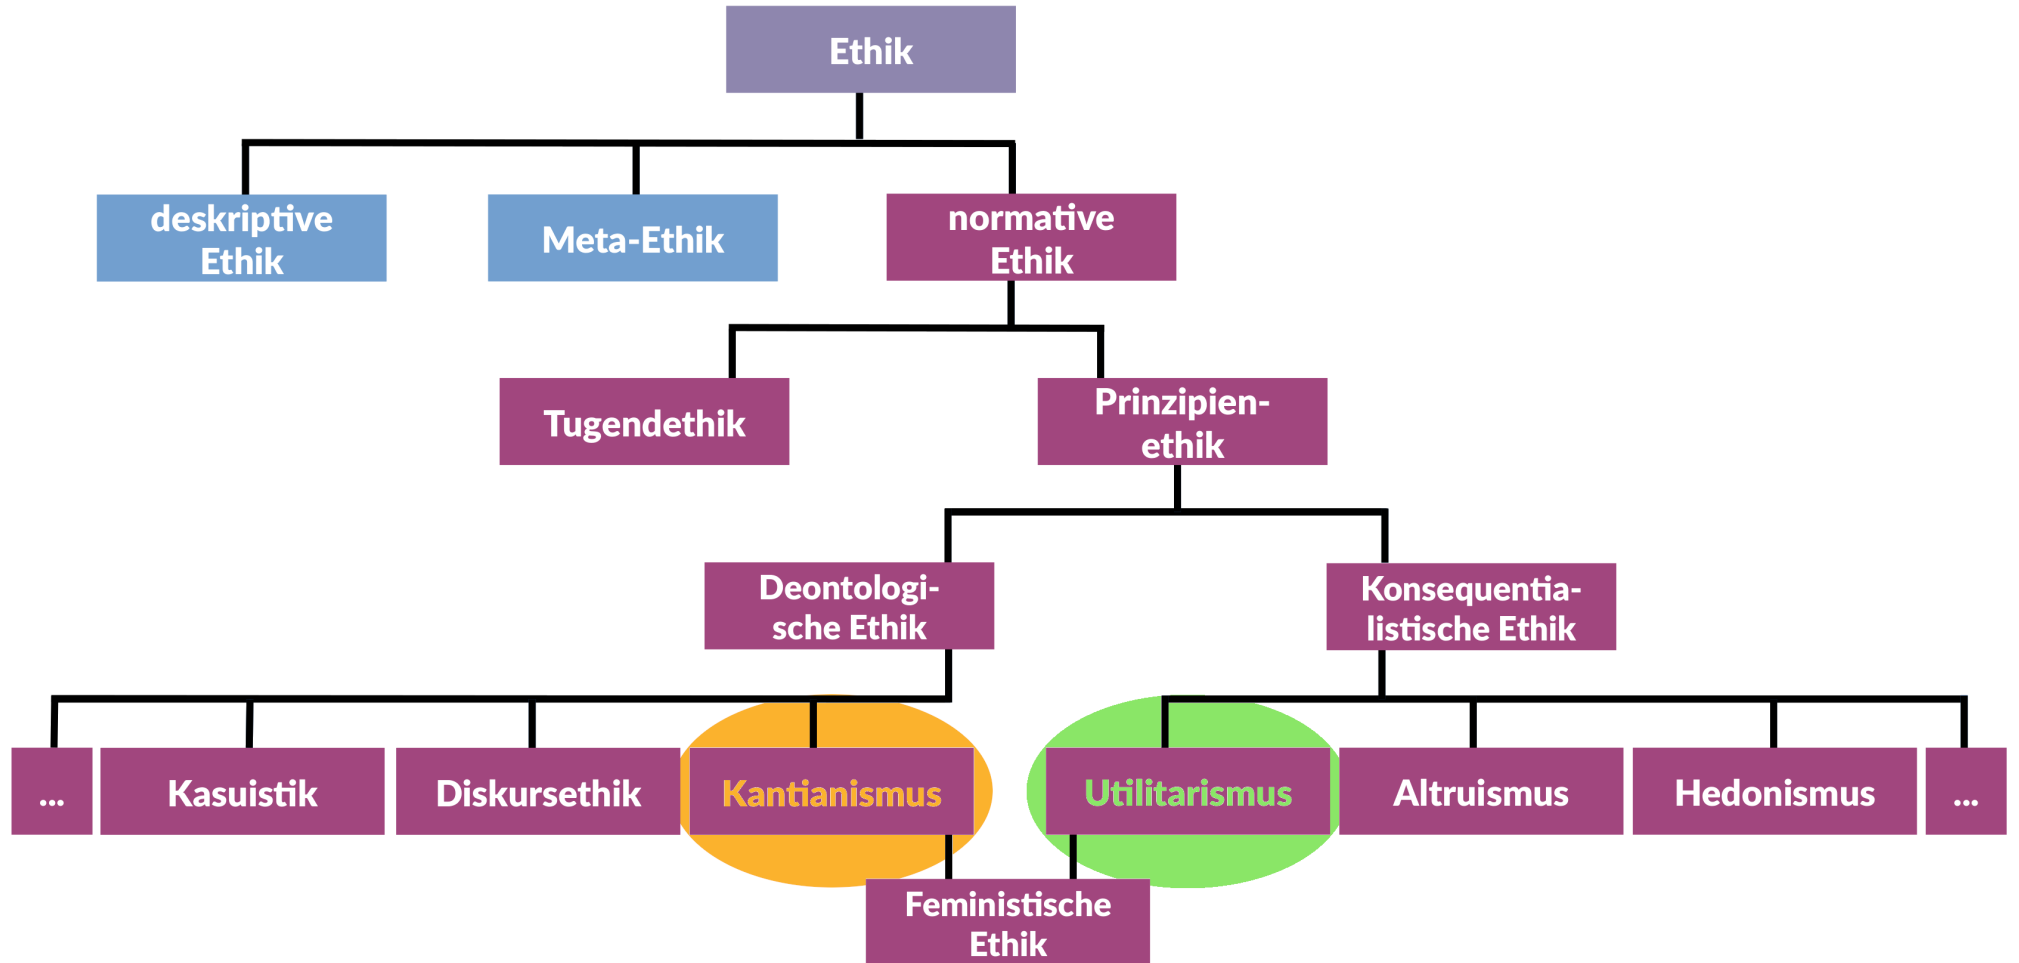 Ethik
deskriptive
Ethik
Meta-Ethik
normative
Ethik
Tugendethik
Prinzipien-
ethik
Deontologi-
sche Ethik
Konsequentia-
listische Ethik
...
Kasuistik
Diskursethik
Kantianismus
Utilitarismus
Altruismus
Hedonismus
...
Feministische
Ethik